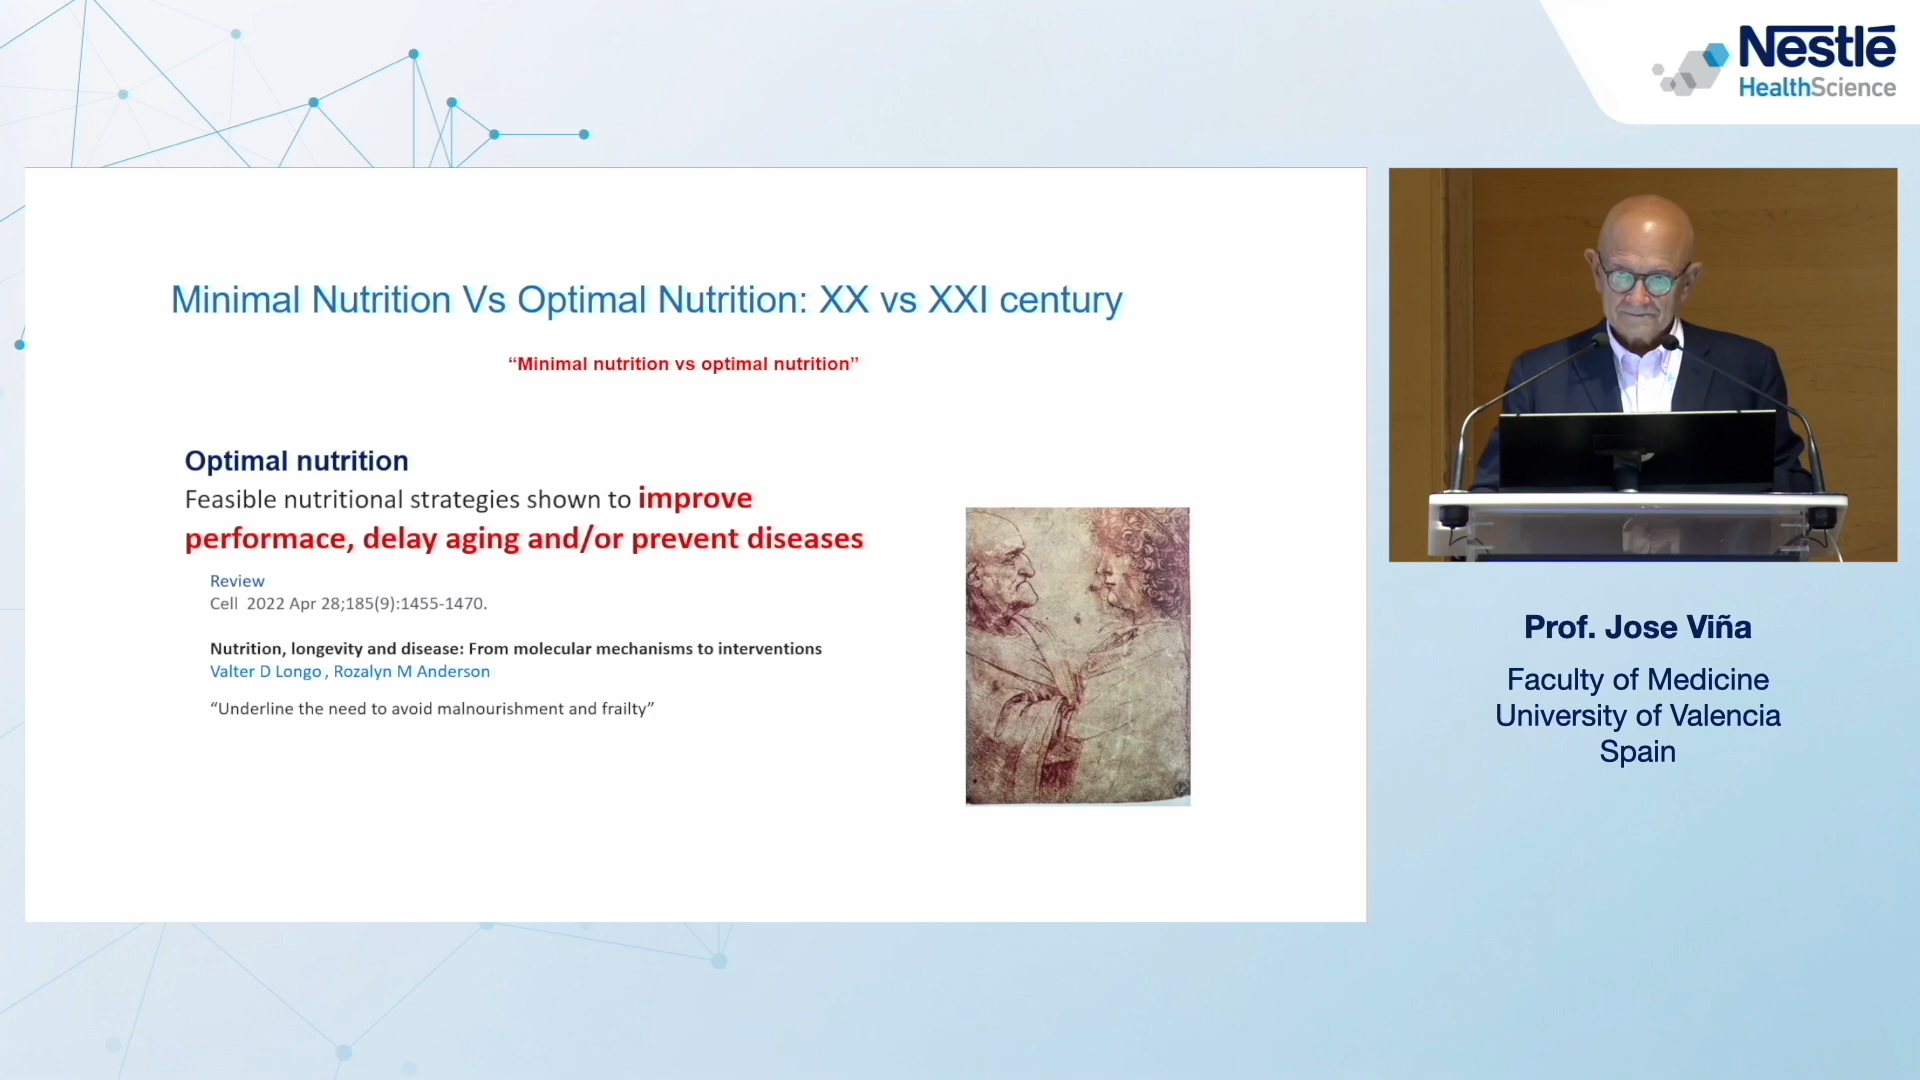 Nestlé
HealthScience
Minimal Nutrition Vs Optimal Nutrition: XX vs XXI century
“Minimal nutrition vs optimal nutrition”
Optimal nutrition
Feasible nutritional strategies shown to improve
performace, delay aging and/or prevent diseases
Review
Cell 2022 Apr 28;185(9):1455-1470.
Nutrition, longevity and disease: From molecular mechanisms to interventions
Valter D Longo , Rozalyn M Anderson
“Underline the need to avoid malnourishment and frailty”
Prof. Jose Viña
Faculty of Medicine
University of Valencia
Spain